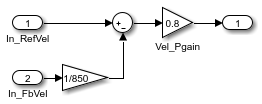 1
In_RefVel
+
-
0.8
Vel_Pgain
1
2
In_FbVel
1/850